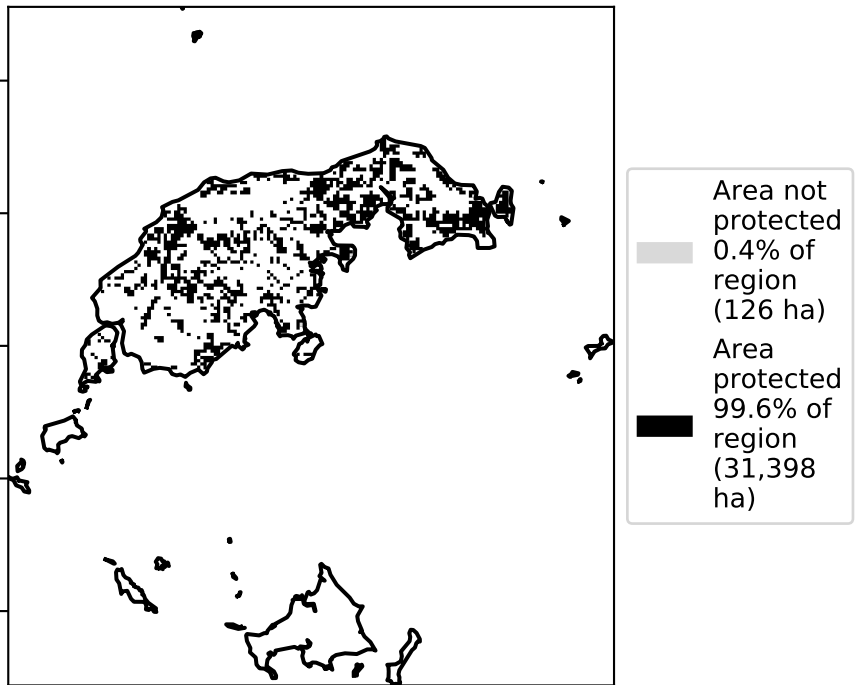 Area not
protected
0.4% of
region
(126 ha)
Area
protected
99.6% of
region
(31,398
ha)